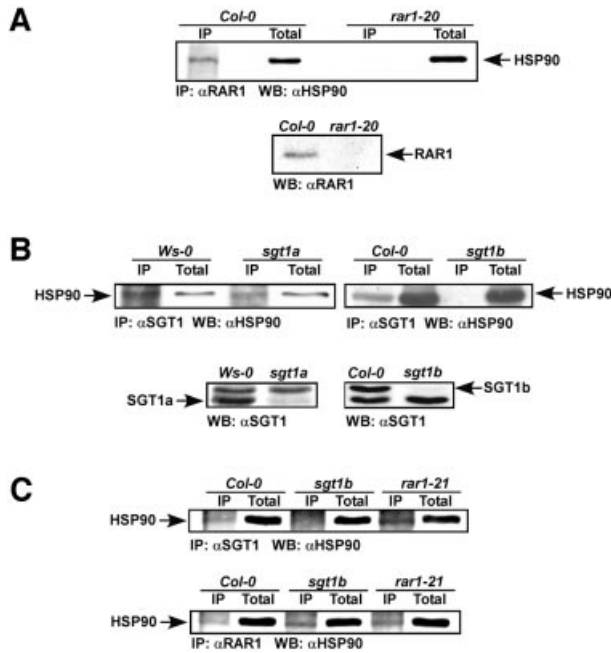 A
Col-0 rar1-20
IP Total IP Total
HSP90
IP: αRAR1 WB: αHSP90
Col-0 rar1-20
RAR1
WB: αRAR1
B
Ws-0 sgt1a Col-0 sgt1b
IP Total IP Total IP Total IP Total
HSP90 HSP90
IP: αSGT1 WB: αHSP90 IP: αSGT1 WB: αHSP90
Ws-0 sgt1a Col-0 sgt1b
SGT1b
SGT1a
WB: αSGT1 WB: αSGT1
C
Col-0 sgt1b rar1-21
IP Total IP Total IP Total
HSP90
IP: αSGT1 WB: αHSP90
Col-0 sgt1b rar1-21
IP Total IP Total IP Total
HSP90
IP: αRAR1 WB: αHSP90